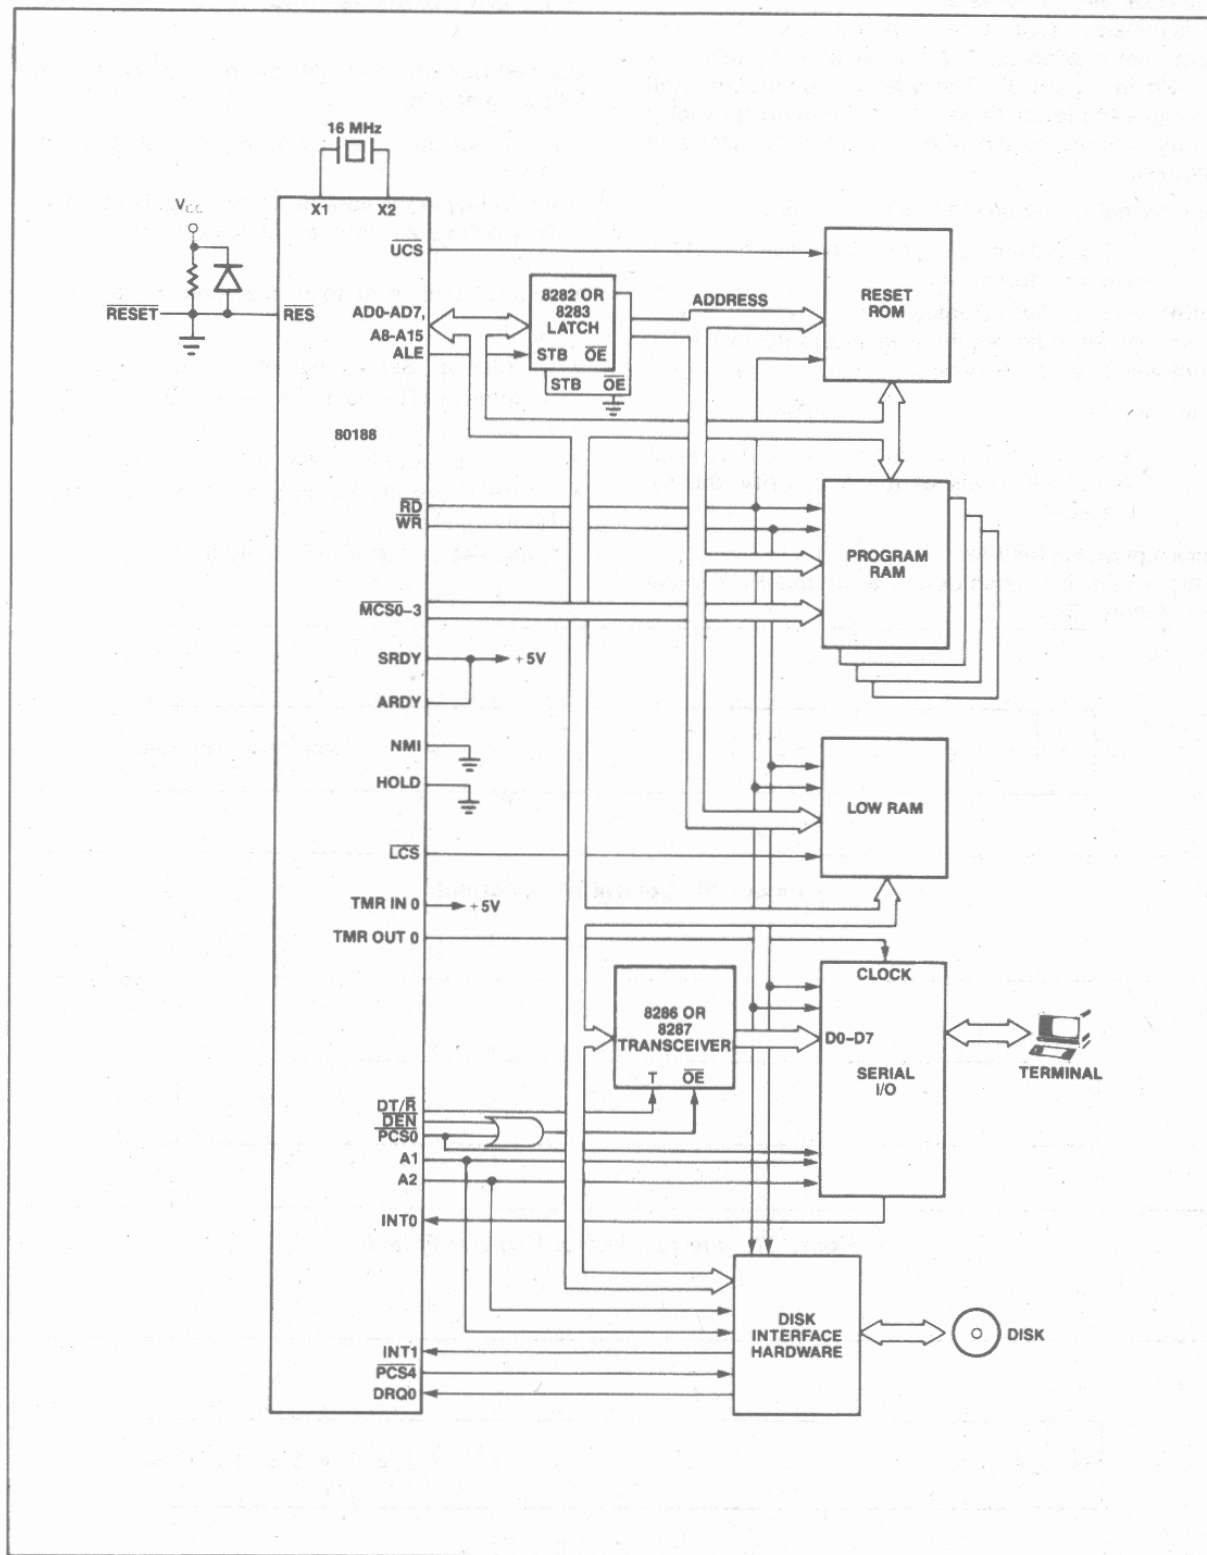 16 MHz
X1 X2
VCC
RESET
RES
UCS
AD0-AD7,
A8-A15
ALE
8282 OR
8283
LATCH
STB OE
STB OE
ADDRESS
RESET
ROM
80188
RD
WR
PROGRAM
RAM
MCS0-3
SRDY
+5V
ARDY
NMI
HOLD
LOW RAM
LCS
TMR IN 0
+5V
TMR OUT 0
CLOCK
8286 OR
8287
TRANSCEIVER
T OE
D0-D7
SERIAL
I/O
TERMINAL
DT/R
DEN
PCS0
A1
A2
INT0
DISK
INTERFACE
HARDWARE
DISK
INT1
PCS4
DRQ0